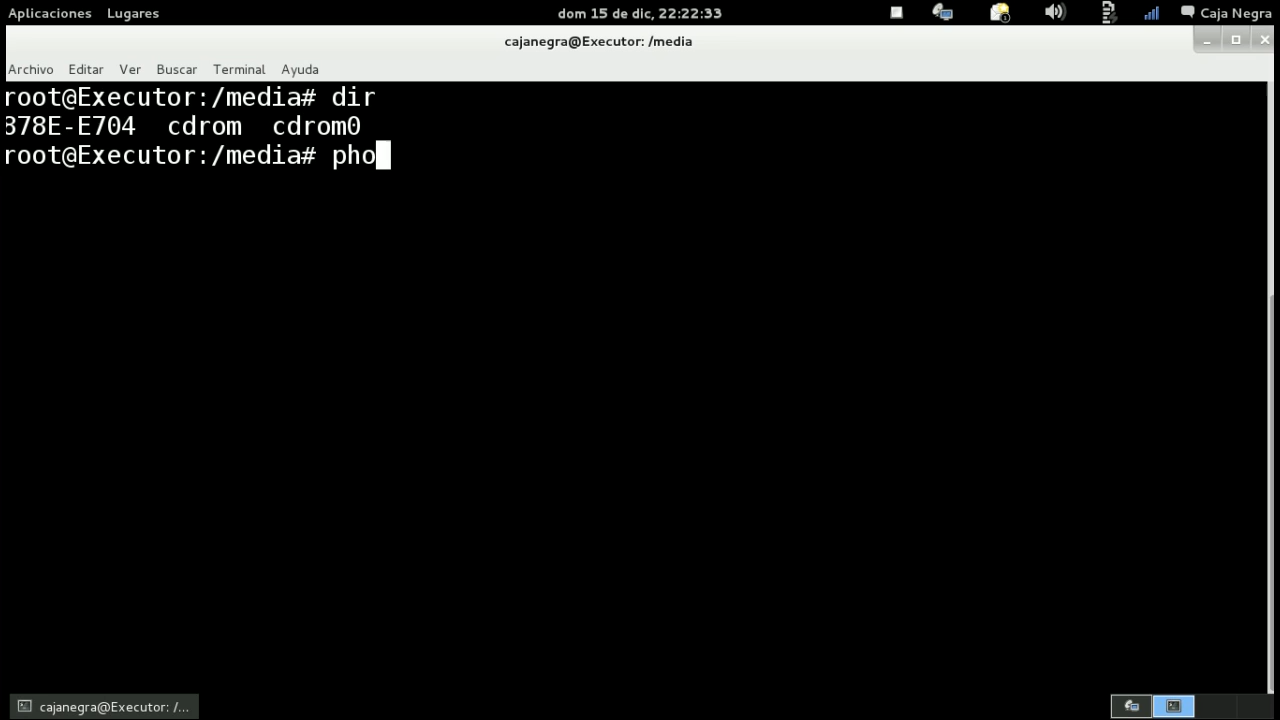 Aplicaciones Lugares dom 15 de dic, 22:22:33 Caja Negra
cajanegra@Executor: /media
Archivo Editar Ver Buscar Terminal Ayuda
root@Executor:/media# dir
878E-E704 cdrom cdrom0
root@Executor:/media# pho
cajanegra@Executor: /...